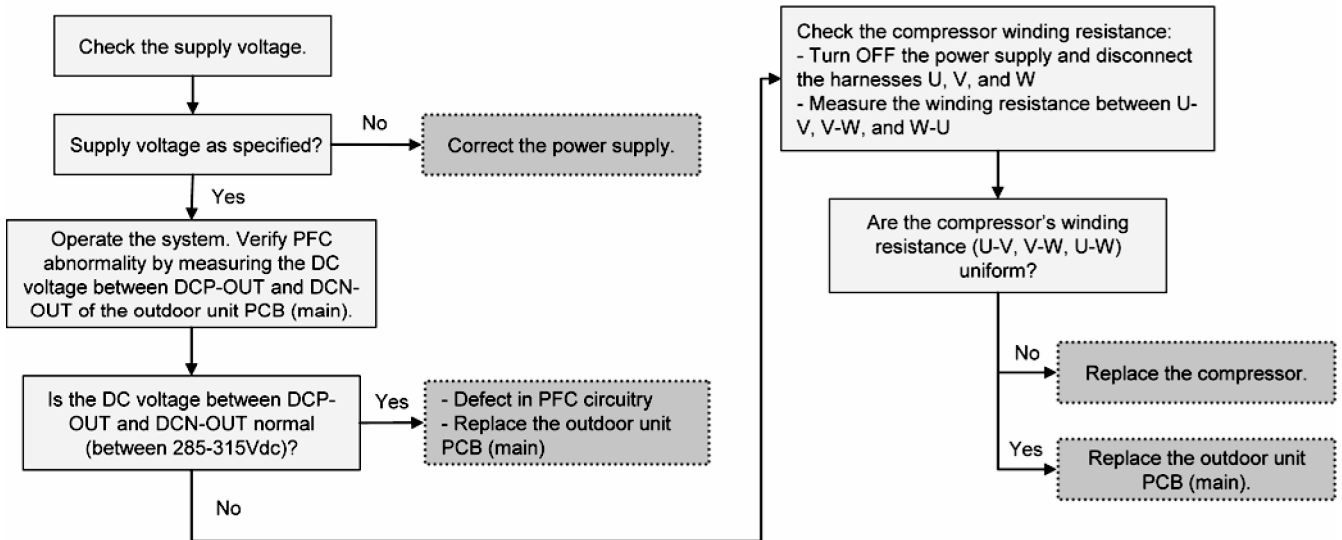 Check the supply voltage.
Supply voltage as specified?
No
Correct the power supply.
Yes
Operate the system. Verify PFC
abnormality by measuring the DC
voltage between DCP-OUT and DCN-
OUT of the outdoor unit PCB (main).
Is the DC voltage between DCP-
OUT and DCN-OUT normal
(between 285-315Vdc)?
Yes
- Defect in PFC circuitry
- Replace the outdoor unit
PCB (main)
No
Check the compressor winding resistance:
- Turn OFF the power supply and disconnect
the harnesses U, V, and W
- Measure the winding resistance between U-
V, V-W, and W-U
Are the compressor's winding
resistance (U-V, V-W, U-W)
uniform?
No
Replace the compressor.
Yes
Replace the outdoor unit
PCB (main).